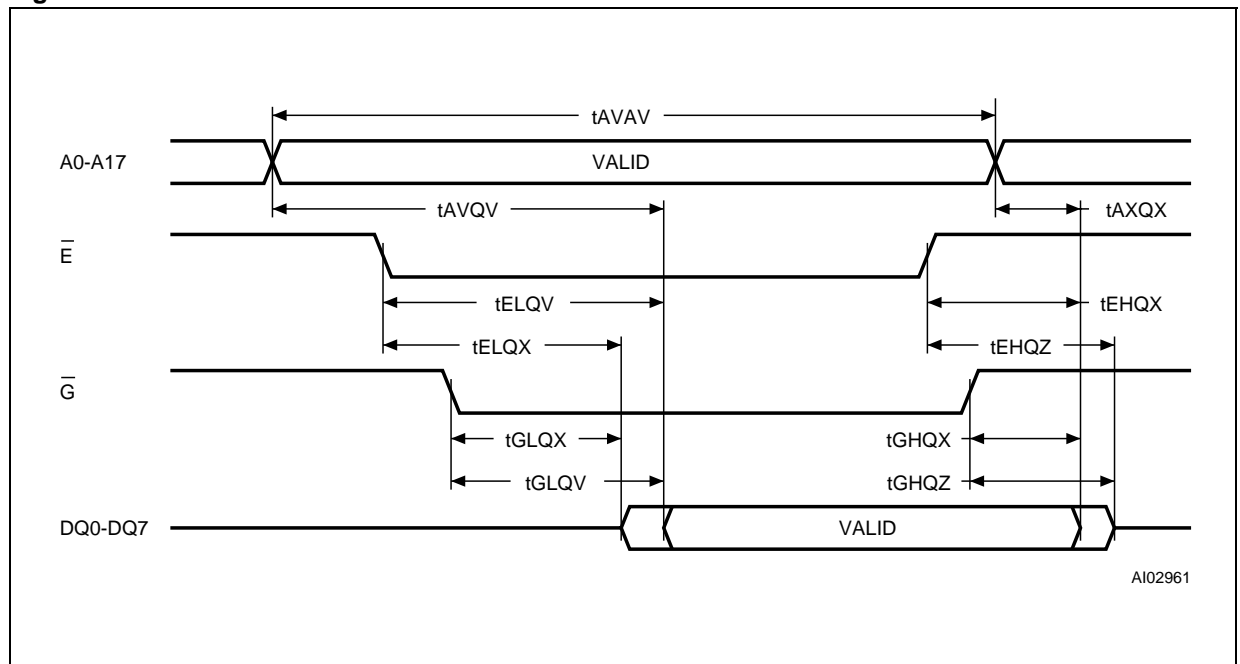 tAVAV
A0-A17
VALID
tAVQV
tAXQX
E̅
tELQV
tEHQX
tELQX
tEHQZ
G̅
tGLQX
tGHQX
tGLQV
tGHQZ
DQ0-DQ7
VALID
AI02961